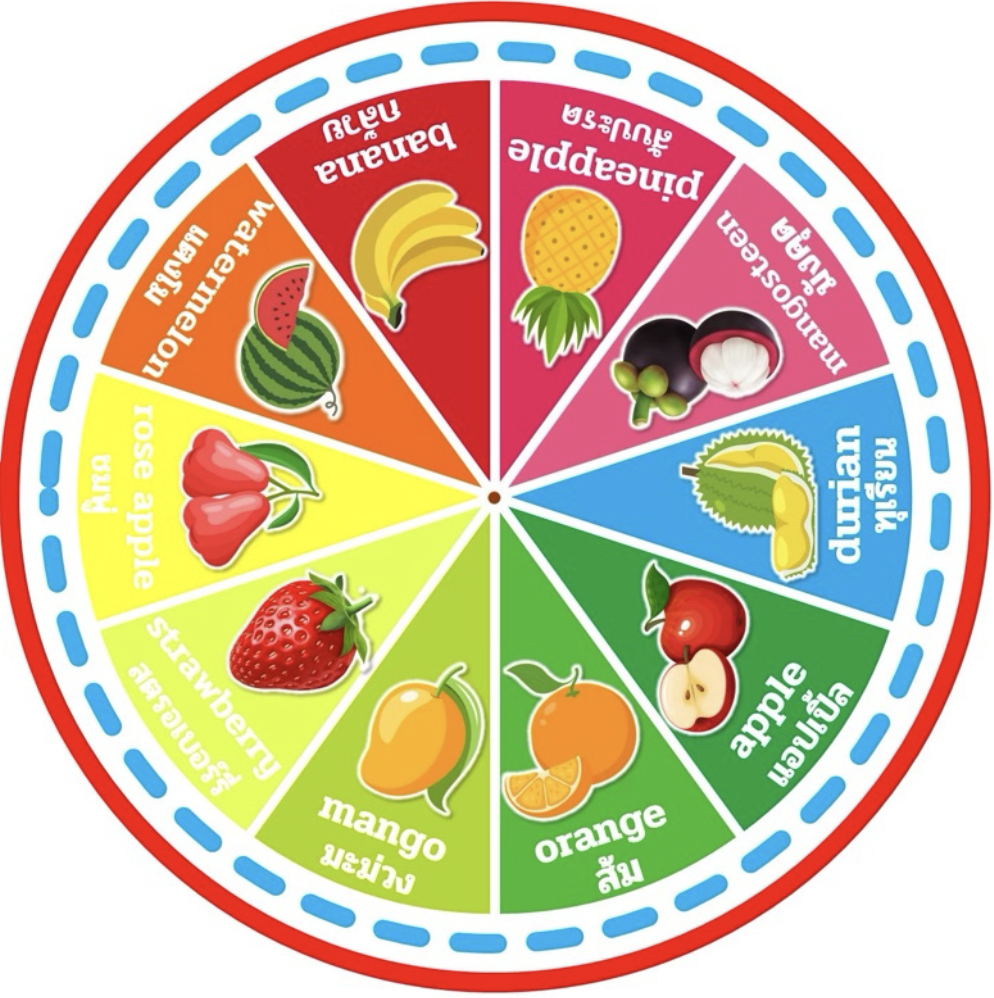 pineapple
สับปะรด
mangosteen
มังคุด
durian
ทุเรียน
apple
แอปเปิ้ล
orange
ส้ม
mango
มะม่วง
strawberry
สตรอเบอร์รี่
rose apple
ชมพู่
watermelon
แตงโม
banana
กล้วย